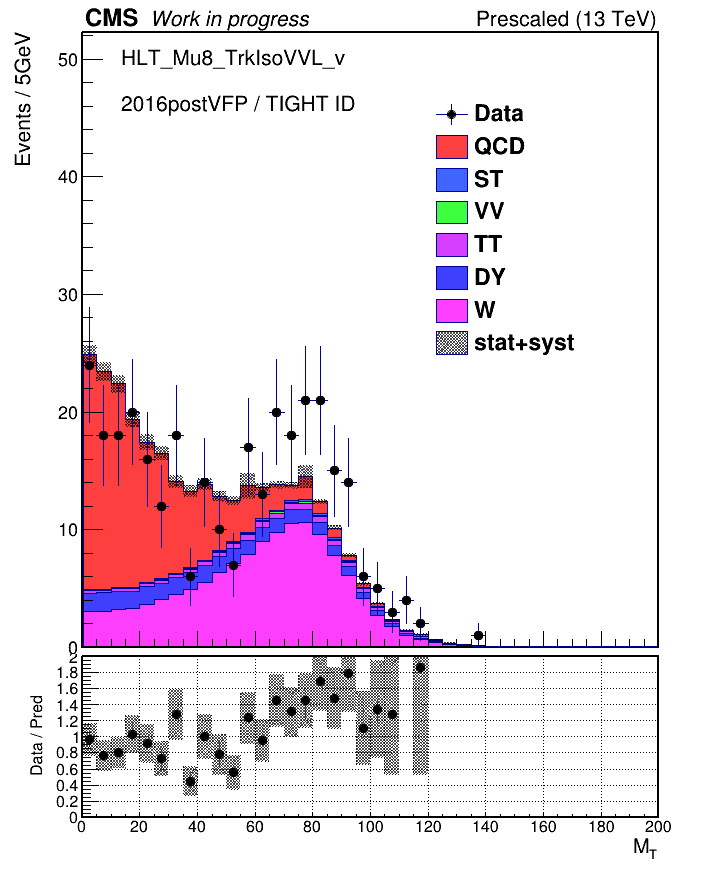 CMS Work in progress Prescaled (13 TeV)
Events / 5GeV
HLT_Mu8_TrkIsoVVL_v
2016postVFP / TIGHT ID
Data
QCD
ST
VV
TT
DY
W
stat+syst
50
40
30
20
10
0
Data / Pred
2
1.8
1.6
1.4
1.2
1
0.8
0.6
0.4
0.2
0
0 20 40 60 80 100 120 140 160 180 200
M_T